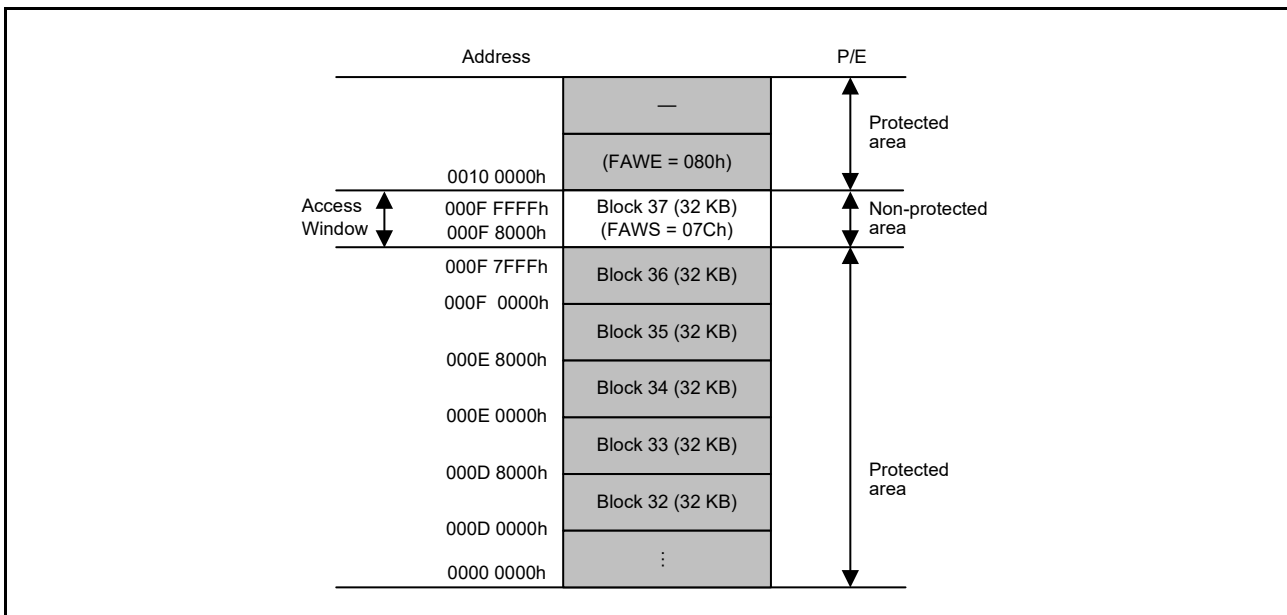 Address P/E
—
Protected
area
(FAWE = 080h)
0010 0000h
Access
Window
000F FFFFh
000F 8000h
Block 37 (32 KB)
(FAWS = 07Ch)
Non-protected
area
000F 7FFFh
Block 36 (32 KB)
000F 0000h
Block 35 (32 KB)
000E 8000h
Block 34 (32 KB)
000E 0000h
Block 33 (32 KB)
000D 8000h
Protected
area
Block 32 (32 KB)
000D 0000h
⋮
0000 0000h